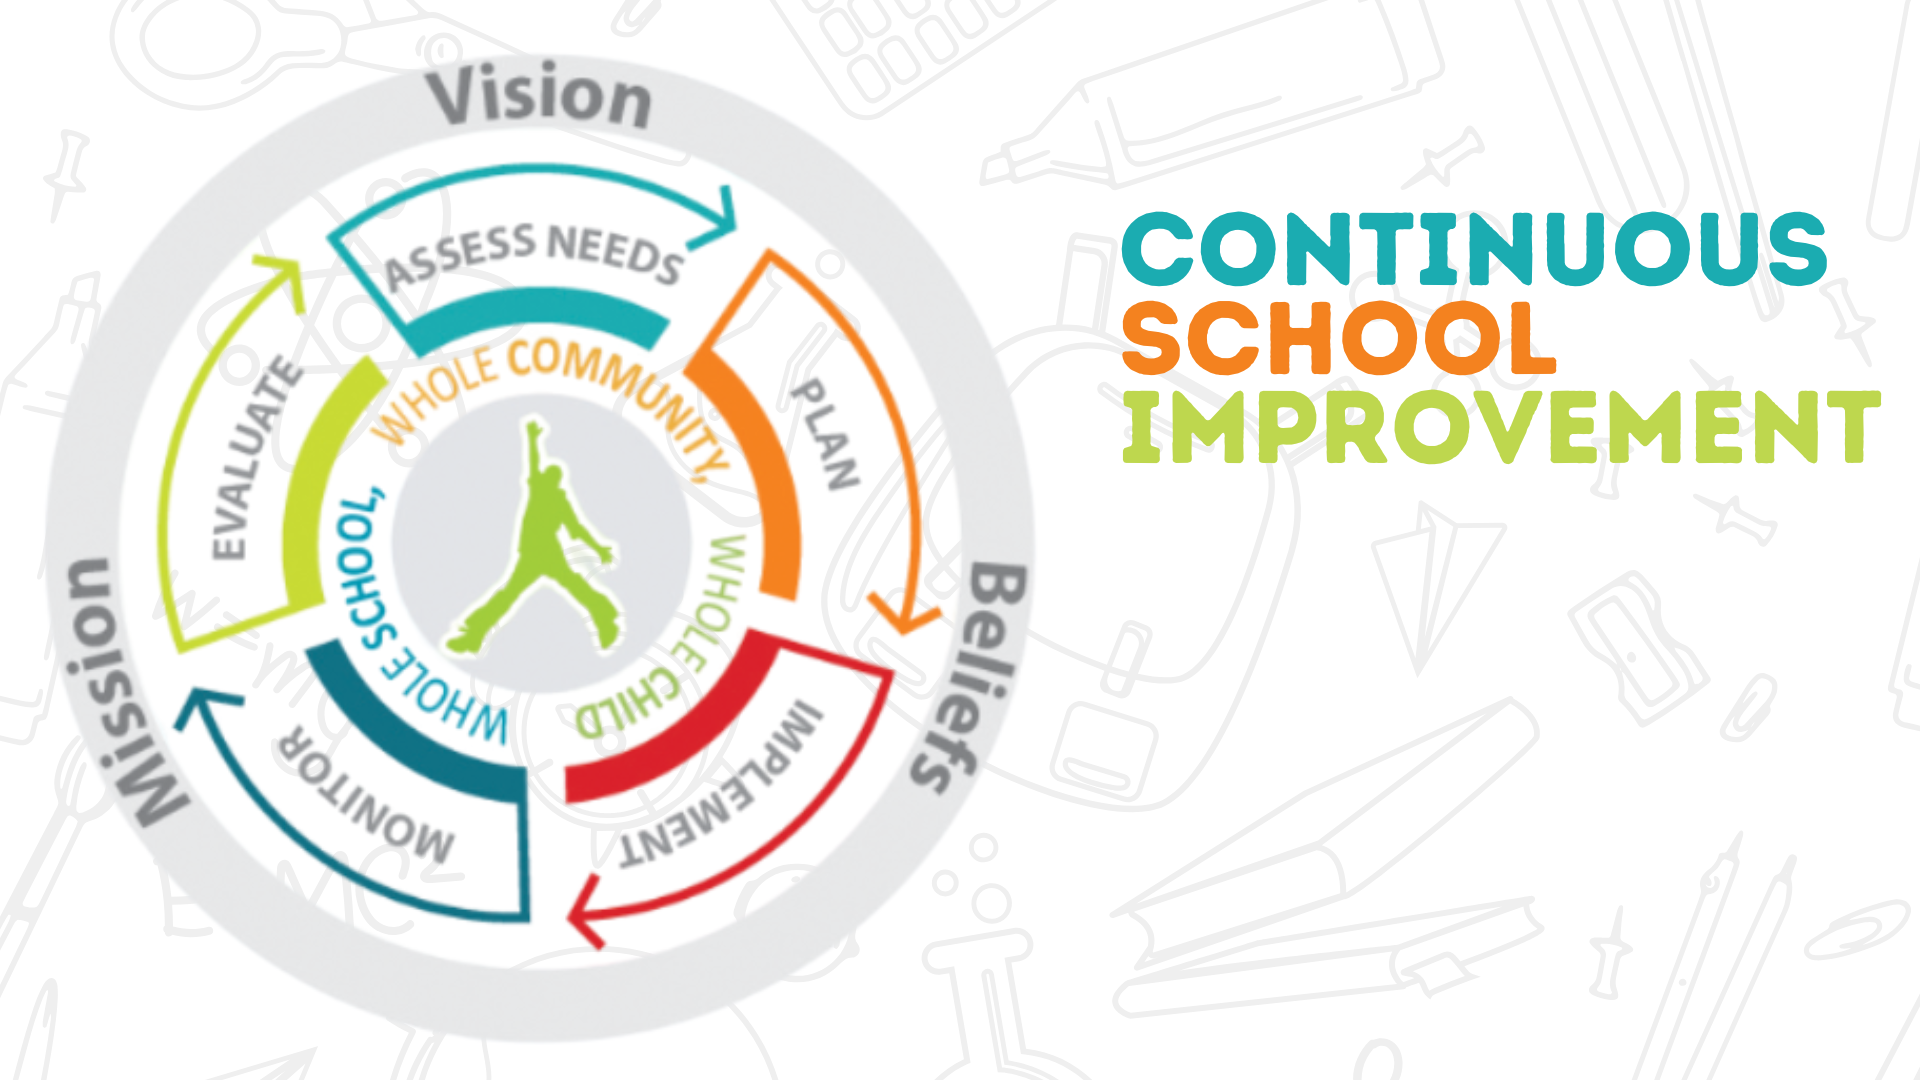 Vision
Beliefs
Mission
ASSESS NEEDS
PLAN
IMPLEMENT
MONITOR
EVALUATE
WHOLE SCHOOL,
WHOLE COMMUNITY,
WHOLE CHILD
CONTINUOUS
SCHOOL
IMPROVEMENT